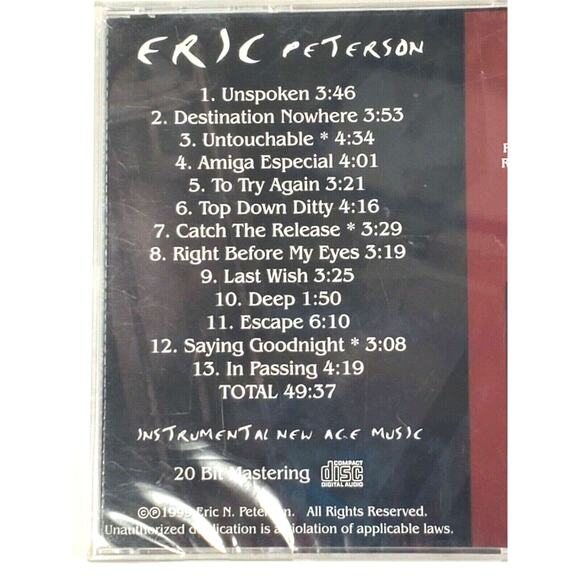 ERIC PETERSON
1. Unspoken 3:46
2. Destination Nowhere 3:53
3. Untouchable * 4:34
4. Amiga Especial 4:01
5. To Try Again 3:21
6. Top Down Ditty 4:16
7. Catch The Release * 3:29
8. Right Before My Eyes 3:19
9. Last Wish 3:25
10. Deep 1:50
11. Escape 6:10
12. Saying Goodnight * 3:08
13. In Passing 4:19
TOTAL 49:37
INSTRUMENTAL NEW AGE MUSIC
20 Bit Mastering COMPACT disc DIGITAL AUDIO
©℗ Eric N. Peterson. All Rights Reserved.
Unauthorized duplication is a violation of applicable laws.